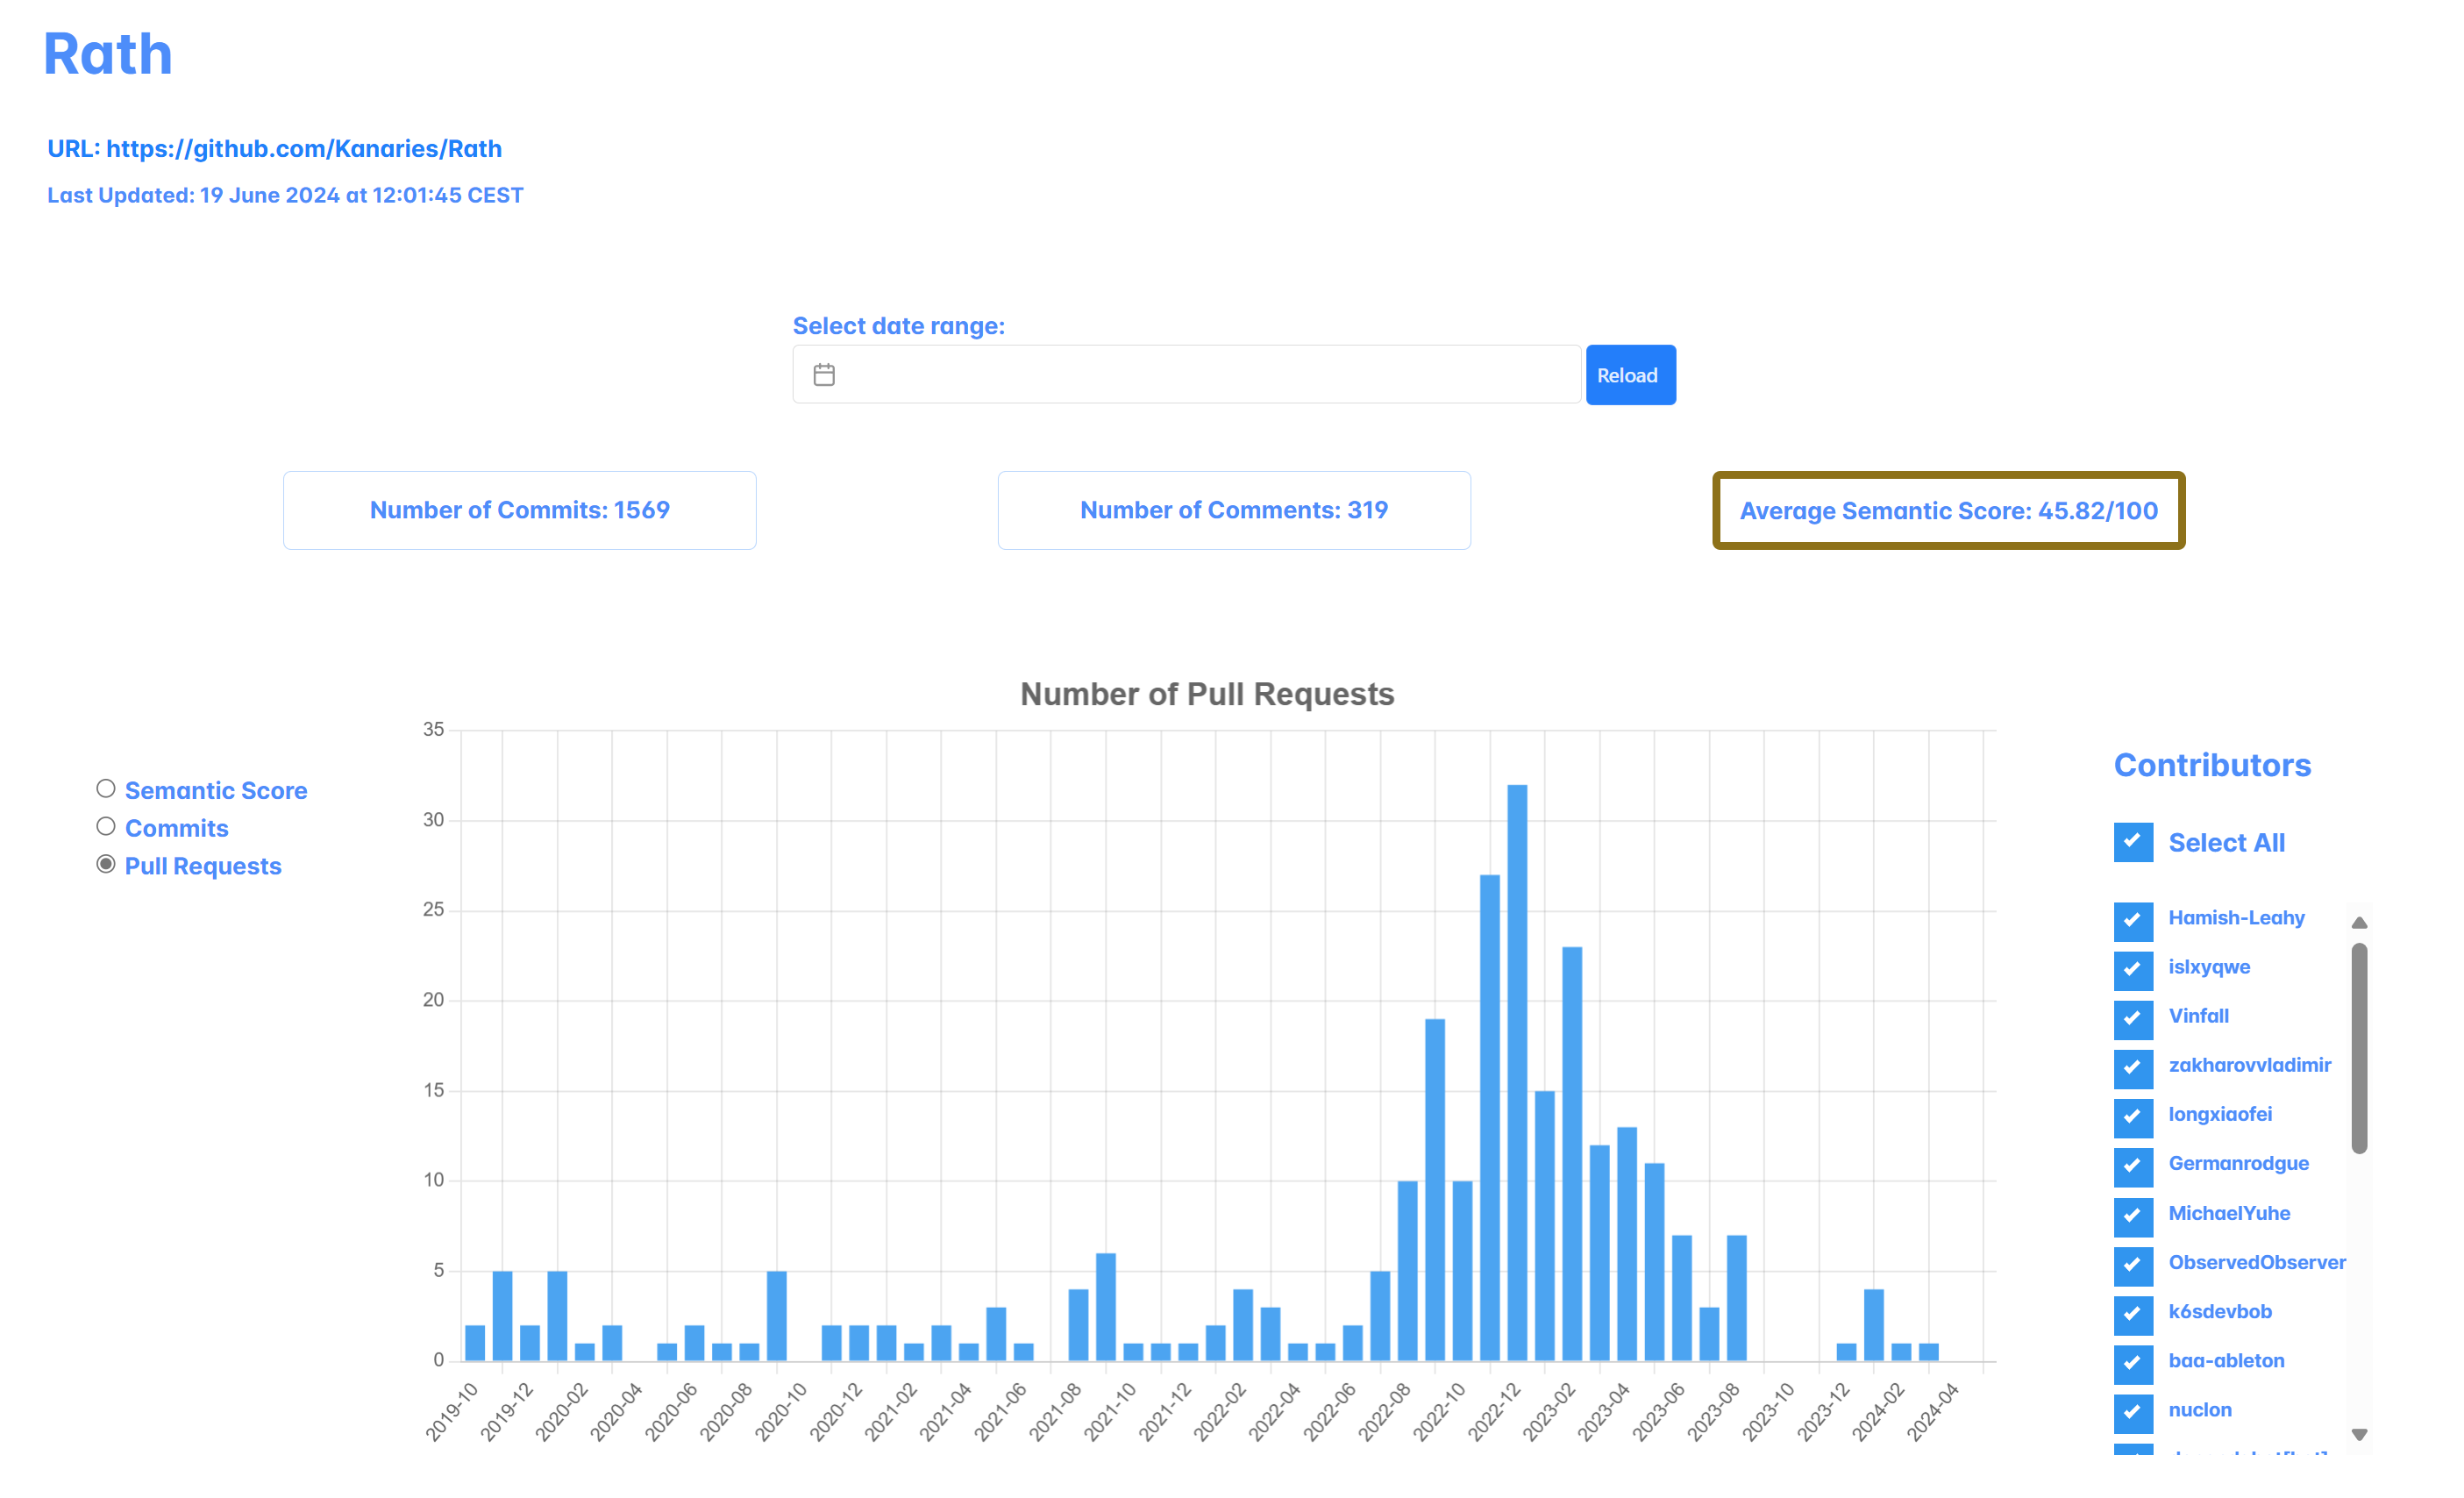 Rath
URL: https://github.com/Kanaries/Rath
Last Updated: 19 June 2024 at 12:01:45 CEST
Select date range:
Reload
Number of Commits: 1569
Number of Comments: 319
Average Semantic Score: 45.82/100
Semantic Score
Commits
Pull Requests
Number of Pull Requests
35
30
25
20
15
10
5
0
2019-10
2019-12
2020-02
2020-04
2020-06
2020-08
2020-10
2020-12
2021-02
2021-04
2021-06
2021-08
2021-10
2021-12
2022-02
2022-04
2022-06
2022-08
2022-10
2022-12
2023-02
2023-04
2023-06
2023-08
2023-10
2023-12
2024-02
2024-04
Contributors
Select All
Hamish-Leahy
islxyqwe
Vinfall
zakharovvladimir
longxiaofei
Germanrodgue
MichaelYuhe
ObservedObserver
k6sdevbob
baa-ableton
nuclon